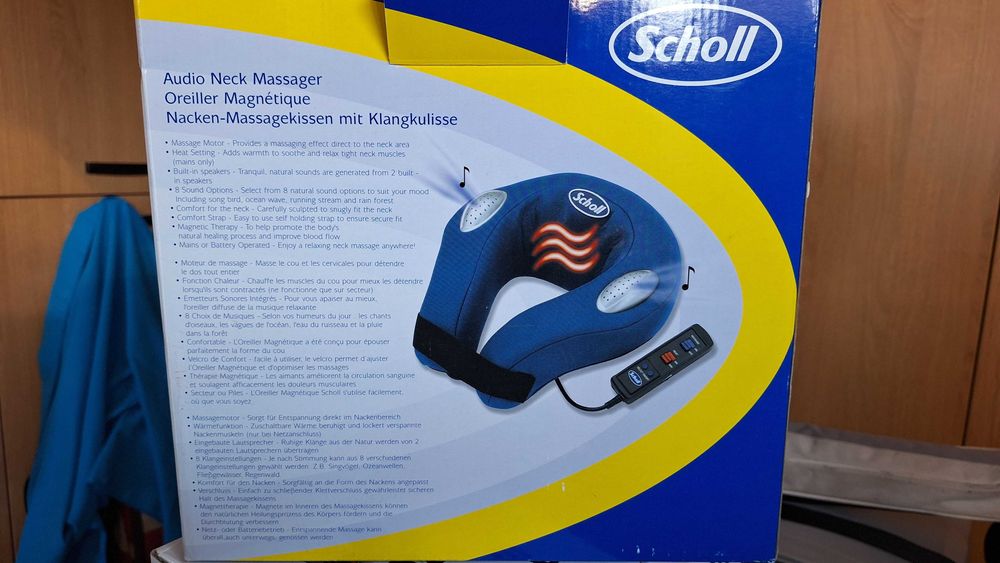 Scholl
Audio Neck Massager
Oreiller Magnétique
Nacken-Massagekissen mit Klangkulisse
• Massage Motor - Provides a massaging effect direct to the neck area
• Heat Setting - Adds warmth to soothe and relax tight neck muscles
(mains only)
• Built-in speakers - Tranquil, natural sounds are generated from 2 built -
in speakers
• 8 Sound Options - Select from 8 natural sound options to suit your mood
including song bird, ocean wave, running stream and rain forest
• Comfort for the neck - Carefully sculpted to snugly fit the neck
• Comfort Strap - Easy to use self holding strap to ensure secure fit
• Magnetic Therapy - To help promote the body's
natural healing process and improve blood flow
• Mains or Battery Operated - Enjoy a relaxing neck massage anywhere!
• Moteur de massage - Masse le cou et les cervicales pour détendre
le dos tout entier
• Fonction Chaleur - Chauffe les muscles du cou pour mieux les détendre
lorsqu'ils sont contractés (ne fonctionne que sur secteur)
• Emetteurs Sonores Intégrés - Pour vous apaiser au mieux,
l'oreiller diffuse de la musique relaxante
• 8 Choix de Musiques - Selon vos humeurs du jour : les chants
d'oiseaux, les vagues de l'océan, l'eau du ruisseau et la pluie
dans la forêt
• Confortable - L'Oreiller Magnétique a été conçu pour épouser
parfaitement la forme du cou
• Velcro de Confort - facile à utiliser, le velcro permet d'ajuster
l'Oreiller Magnétique et d'optimiser les massages
• Thérapie Magnétique - Les aimants améliorent la circulation sanguine
et soulagent efficacement les douleurs musculaires
• Secteur ou Piles - L'Oreiller Magnétique Scholl s'utilise facilement,
où que vous soyez
• Massagemotor - Sorgt für Entspannung direkt im Nackenbereich
• Wärmefunktion - Zuschaltbare Wärme beruhigt und lockert verspannte
Nackenmuskeln (nur bei Netzanschluss)
• Eingebaute Lautsprecher - Ruhige Klänge aus der Natur werden von 2
eingebauten Lautsprechern übertragen
• 8 Klangeinstellungen - Je nach Stimmung kann aus 8 verschiedenen
Klangeinstellungen gewählt werden. Z.B. Singvögel, Ozeanwellen,
Fließgewässer, Regenwald.
• Komfort für den Nacken - Sorgfältig an die Form des Nackens angepasst
• Verschluss - Einfach zu schließender Klettverschluss gewährleistet sicheren
Halt des Massagekissens
• Magnettherapie - Magnete im Inneren des Massagekissens können
den natürlichen Heilungsprozess des Körpers fördern und die
Durchblutung verbessern
• Netz- oder Batteriebetrieb - Entspannende Massage kann
überall,auch unterwegs, genossen werden
Scholl
Scholl